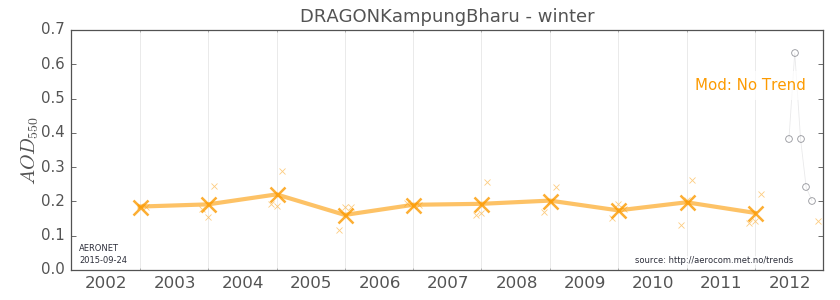 DRAGONKampungBharu - winter
0.7
0.6
0.5
0.4
0.3
0.2
0.1
0.0
AOD550
Mod: No Trend
AERONET
2015-09-24
source: http://aerocom.met.no/trends
2002 2003 2004 2005 2006 2007 2008 2009 2010 2011 2012